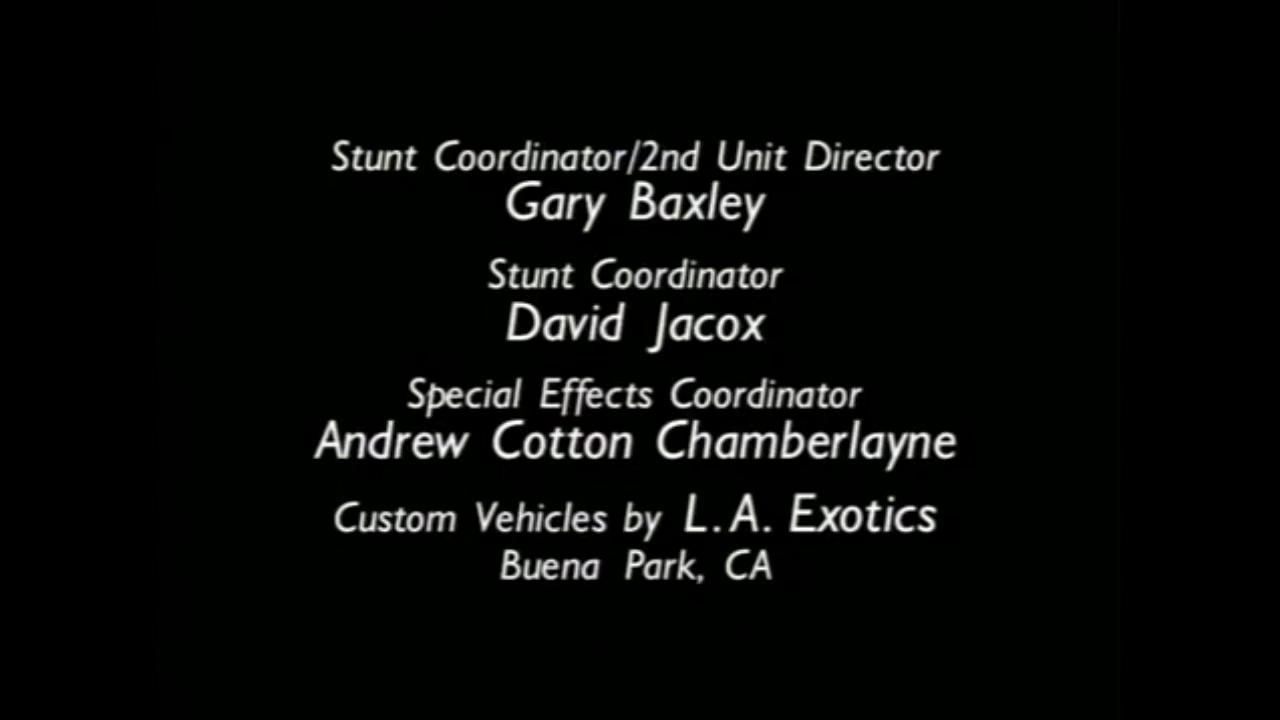 Stunt Coordinator/2nd Unit Director
Gary Baxley
Stunt Coordinator
David Jacox
Special Effects Coordinator
Andrew Cotton Chamberlayne
Custom Vehicles by L.A. Exotics
Buena Park, CA